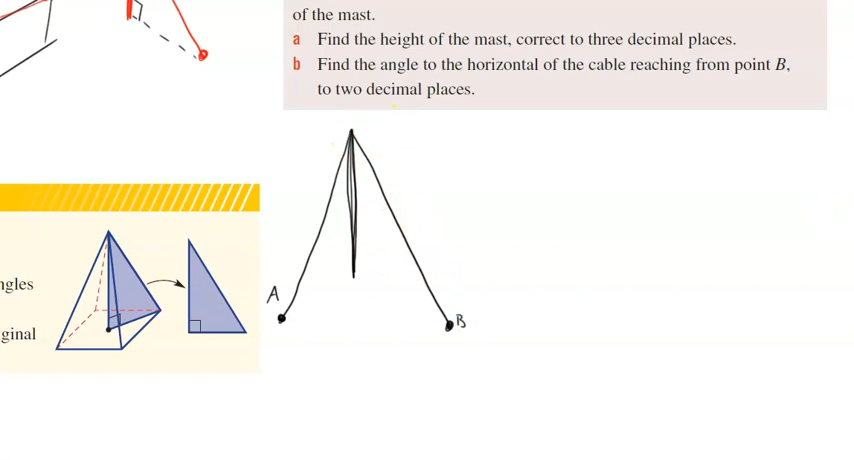 of the mast.
a Find the height of the mast, correct to three decimal places.
b Find the angle to the horizontal of the cable reaching from point B,
to two decimal places.
ngles
ginal
A
B